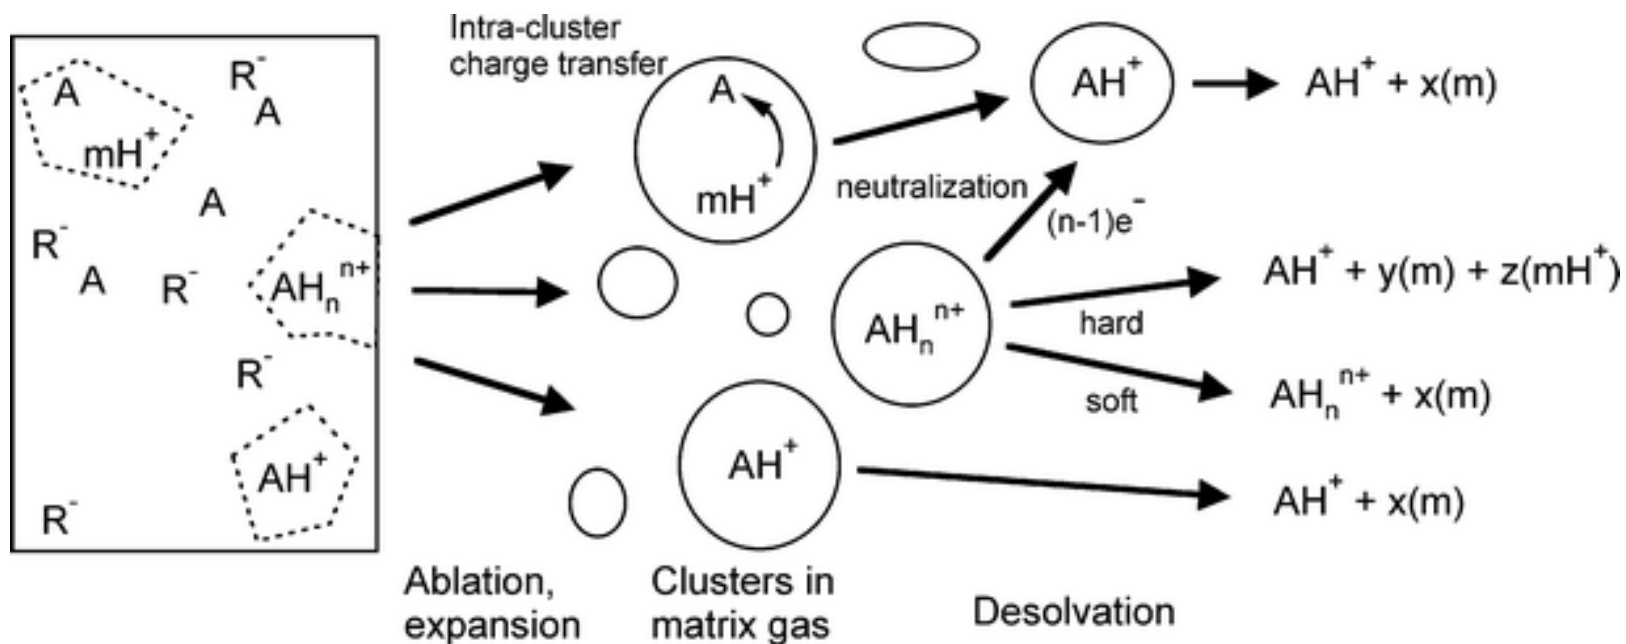 A
mH⁺
R⁻
A
A
R⁻
A
R⁻
AHₙⁿ⁺
R⁻
AH⁺
R⁻
Intra-cluster
charge transfer
A
mH⁺
AH⁺
AH⁺ + x(m)
neutralization
(n-1)e⁻
AHₙⁿ⁺
AH⁺ + y(m) + z(mH⁺)
hard
soft
AHₙⁿ⁺ + x(m)
AH⁺
AH⁺ + x(m)
Ablation,
expansion
Clusters in
matrix gas
Desolvation